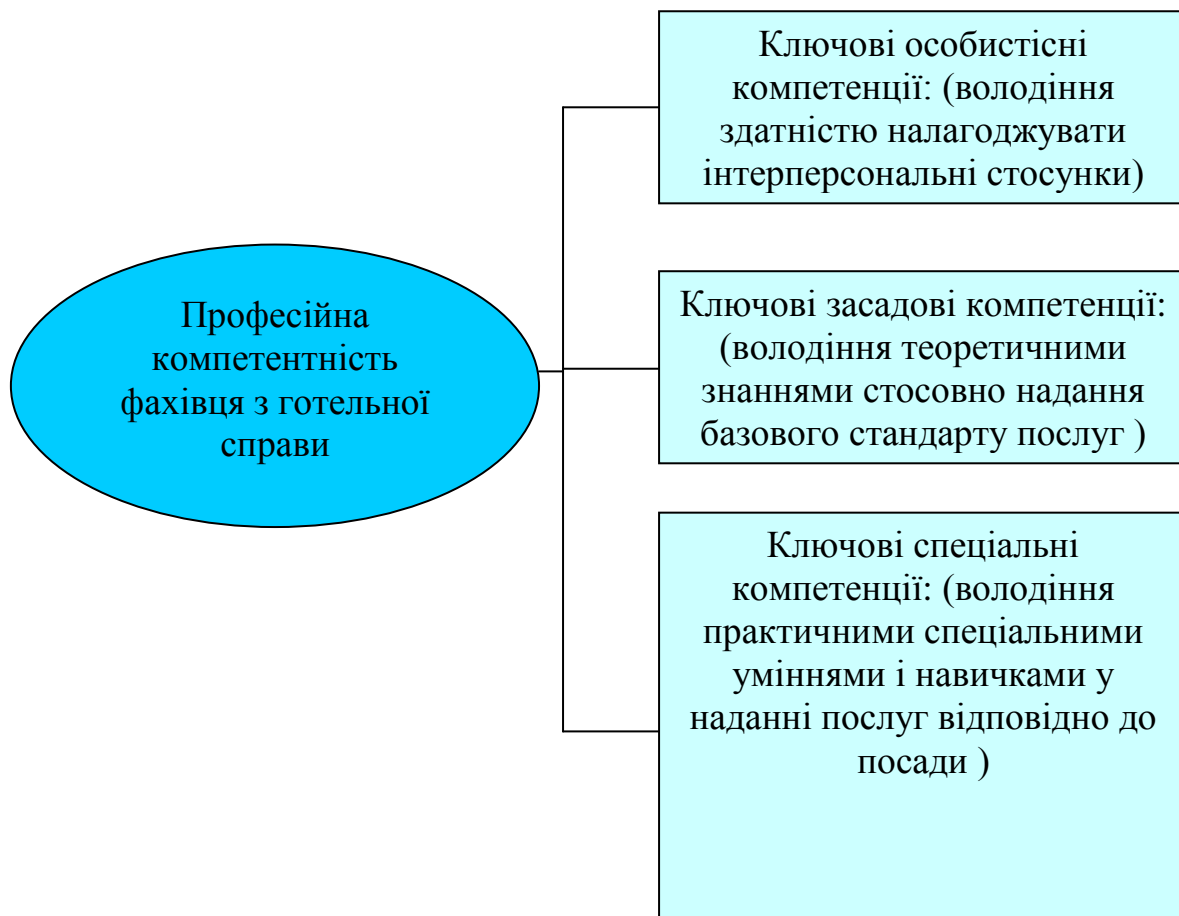 Ключові особистісні
компетенції: (володіння
здатністю налагоджувати
інтерперсональні стосунки)
Професійна
компетентність
фахівця з готельної
справи
Ключові засадові компетенції:
(володіння теоретичними
знаннями стосовно надання
базового стандарту послуг )
Ключові спеціальні
компетенції: (володіння
практичними спеціальними
уміннями і навичками у
наданні послуг відповідно до
посади )